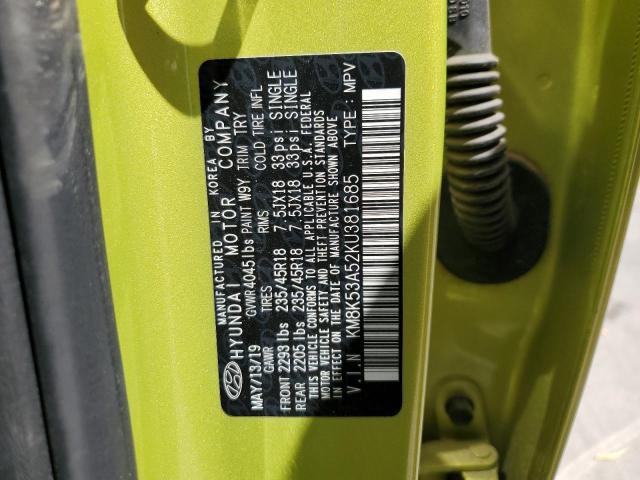 MANUFACTURED IN KOREA BY
HYUNDAI MOTOR COMPANY
MAY/13/19 GVWR 4045lbs PAINT W9Y TRIM TRY
GAWR TIRES RIMS COLD TIRE INFL
FRONT 2293 lbs 235/45R18 7.5JX18 33psi SINGLE
REAR 2205 lbs 235/45R18 7.5JX18 33psi SINGLE
THIS VEHICLE CONFORMS TO ALL APPLICABLE U.S.A. FEDERAL
MOTOR VEHICLE SAFETY AND THEFT PREVENTION STANDARDS
IN EFFECT ON THE DATE OF MANUFACTURE SHOWN ABOVE
V.I.N KM8K53A52KU381685 TYPE: MPV